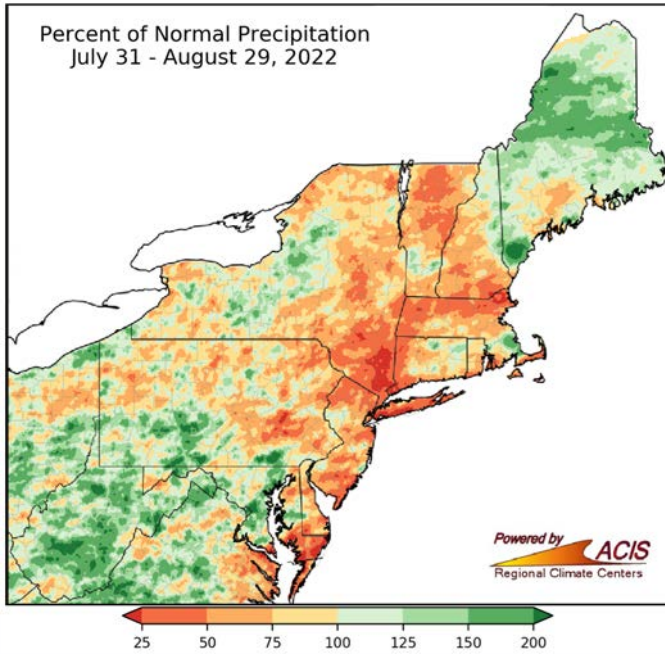 Percent of Normal Precipitation
July 31 - August 29, 2022
Powered by
ACIS
Regional Climate Centers
25 50 75 100 125 150 200